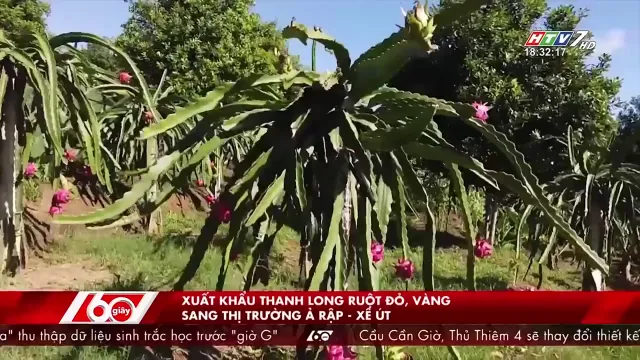 HTV7 HD
18:32:17
XUẤT KHẨU THANH LONG RUỘT ĐỎ, VÀNG
SANG THỊ TRƯỜNG Ả RẬP - XÊ ÚT
60 giây
a" thu thập dữ liệu sinh trắc học trước "giờ G" Cầu Cần Giờ, Thủ Thiêm 4 sẽ thay đổi thiết kế